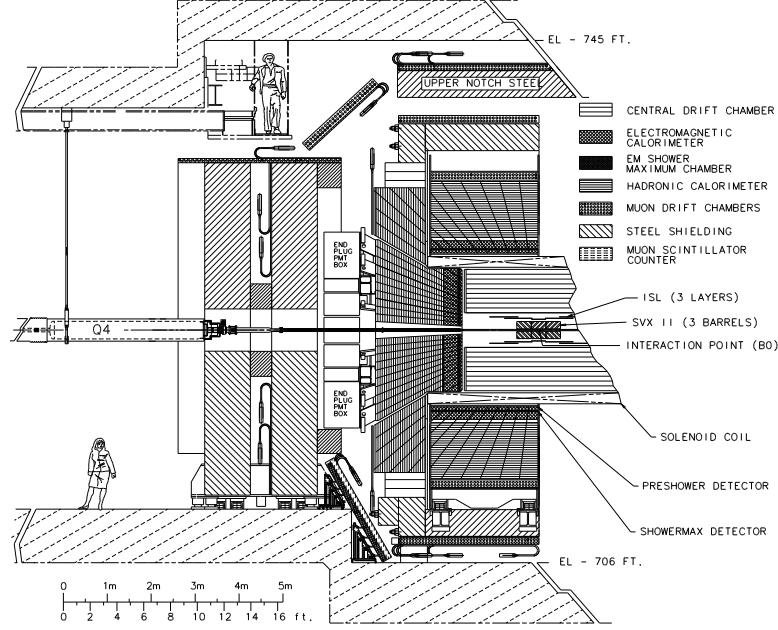 EL - 745 FT.
UPPER NOTCH STEEL
CENTRAL DRIFT CHAMBER
ELECTROMAGNETIC
CALORIMETER
EM SHOWER
MAXIMUM CHAMBER
HADRONIC CALORIMETER
MUON DRIFT CHAMBERS
STEEL SHIELDING
MUON SCINTILLATOR
COUNTER
END
PLUG
PMT
BOX
ISL (3 LAYERS)
Q4
SVX II (3 BARRELS)
INTERACTION POINT (B0)
END
PLUG
PMT
BOX
SOLENOID COIL
PRESHOWER DETECTOR
SHOWERMAX DETECTOR
EL - 706 FT.
0 1m 2m 3m 4m 5m
0 2 4 6 8 10 12 14 16 ft.